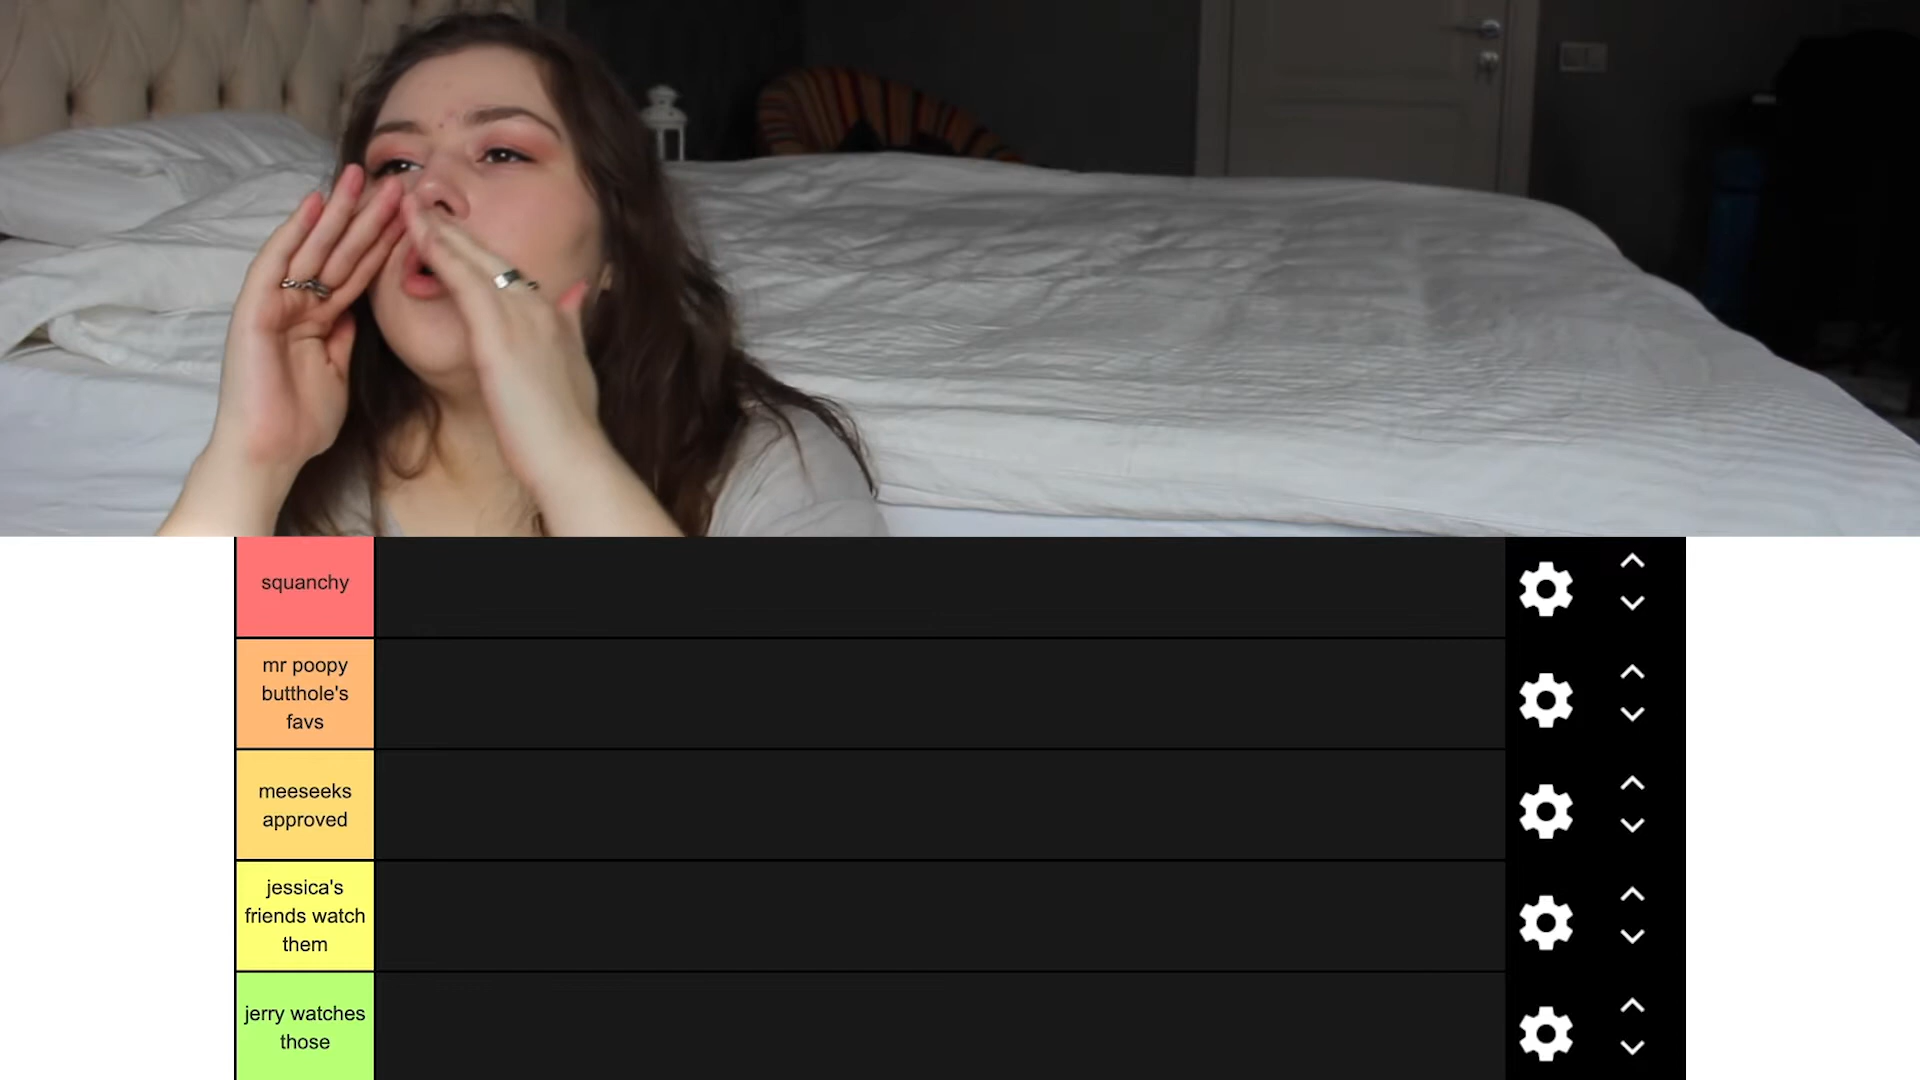 squanchy
mr poopy
butthole's
favs
meeseeks
approved
jessica's
friends watch
them
jerry watches
those